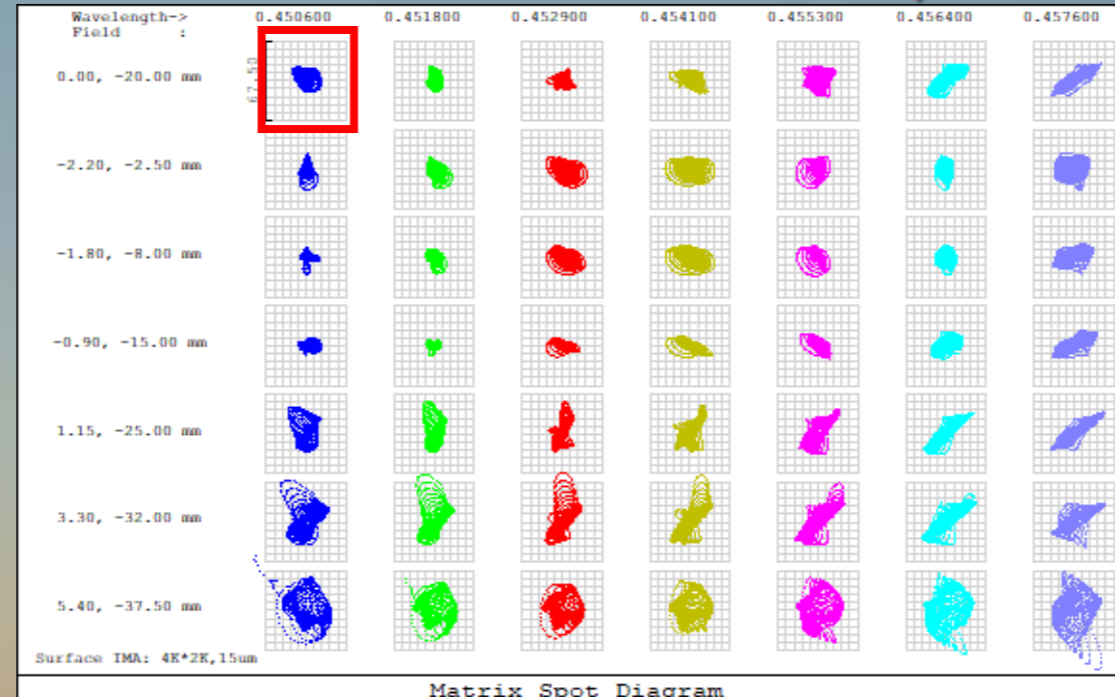 Wavelength-> 0.450600 0.451800 0.452900 0.454100 0.455300 0.456400 0.457600
Field :
67.50
0.00, -20.00 mm
-2.20, -2.50 mm
-1.80, -8.00 mm
-0.90, -15.00 mm
1.15, -25.00 mm
3.30, -32.00 mm
5.40, -37.50 mm
Surface IMA: 4K*2K,15um
Matrix Spot Diagram